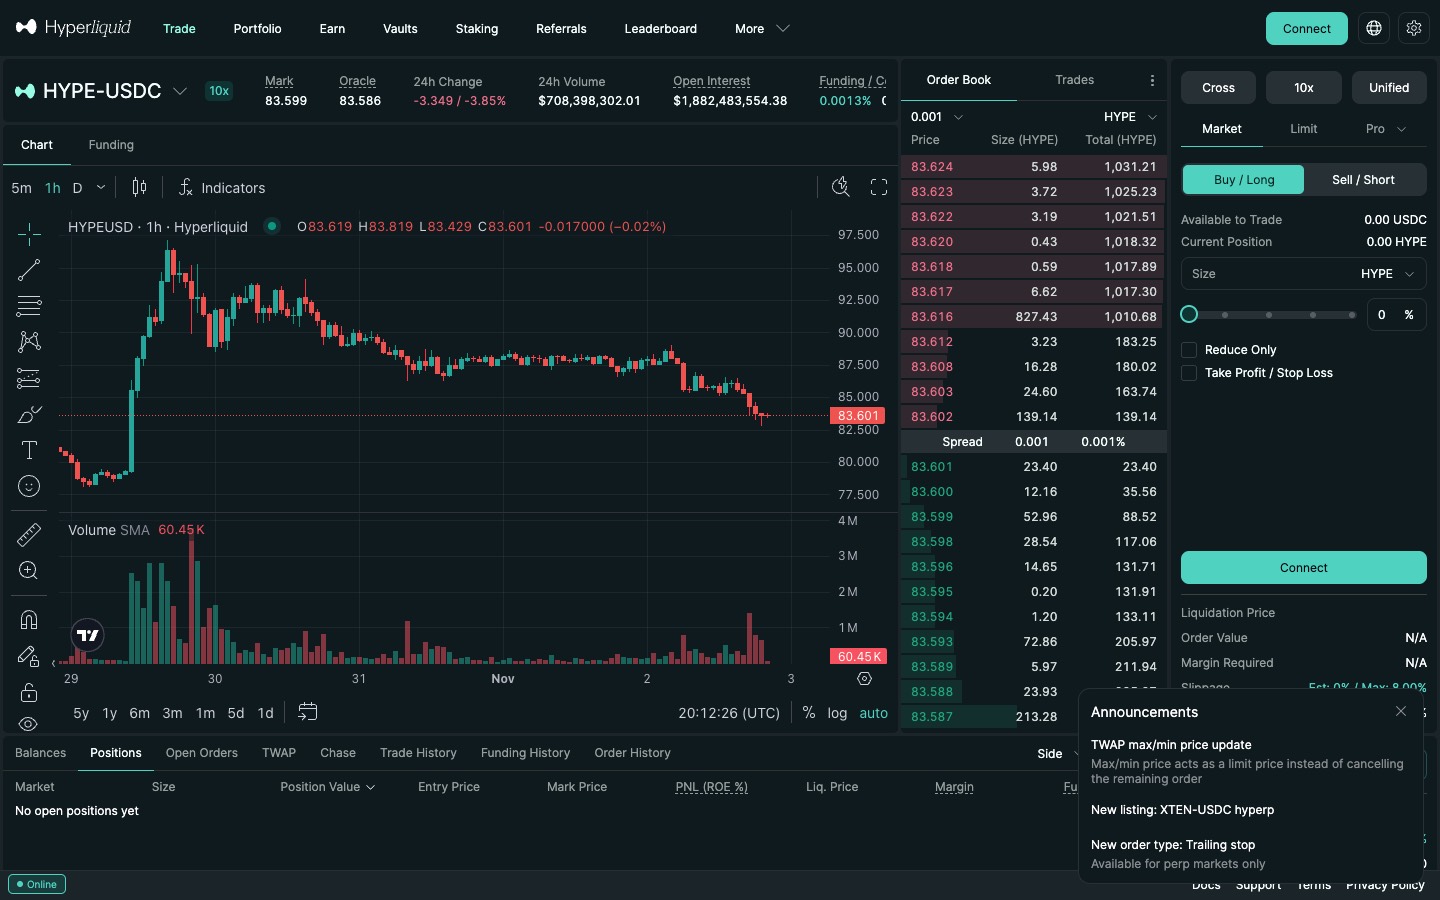 Hyperliquid
Trade
Portfolio
Earn
Vaults
Staking
Referrals
Leaderboard
More
Connect
HYPE-USDC
10x
Mark
83.599
Oracle
83.586
24h Change
-3.349 / -3.85%
24h Volume
$708,398,302.01
Open Interest
$1,882,483,554.38
Funding / Co
0.0013%
Chart
Funding
5m 1h D
Indicators
HYPEUSD · 1h · Hyperliquid O83.619 H83.819 L83.429 C83.601 -0.017000 (−0.02%)
97.500
95.000
92.500
90.000
87.500
85.000
83.601
82.500
80.000
77.500
Volume SMA 60.45K
4M
3M
2M
1M
60.45K
29 30 31 Nov 2 3
5y 1y 6m 3m 1m 5d 1d
20:12:26 (UTC) % log auto
Order Book
Trades
0.001
HYPE
Price Size (HYPE) Total (HYPE)
83.624 5.98 1,031.21
83.623 3.72 1,025.23
83.622 3.19 1,021.51
83.620 0.43 1,018.32
83.618 0.59 1,017.89
83.617 6.62 1,017.30
83.616 827.43 1,010.68
83.612 3.23 183.25
83.608 16.28 180.02
83.603 24.60 163.74
83.602 139.14 139.14
Spread 0.001 0.001%
83.601 23.40 23.40
83.600 12.16 35.56
83.599 52.96 88.52
83.598 28.54 117.06
83.596 14.65 131.71
83.595 0.20 131.91
83.594 1.20 133.11
83.593 72.86 205.97
83.589 5.97 211.94
83.588 23.93
83.587 213.28
Cross
10x
Unified
Market
Limit
Pro
Buy / Long
Sell / Short
Available to Trade 0.00 USDC
Current Position 0.00 HYPE
Size HYPE
0 %
Reduce Only
Take Profit / Stop Loss
Connect
Liquidation Price
Order Value N/A
Margin Required N/A
Slippage Est: 0% / Max: 8.00%
Balances
Positions
Open Orders
TWAP
Chase
Trade History
Funding History
Order History
Side
Market Size Position Value Entry Price Mark Price PNL (ROE %) Liq. Price Margin Fu
No open positions yet
Announcements
TWAP max/min price update
Max/min price acts as a limit price instead of cancelling
the remaining order
New listing: XTEN-USDC hyperp
New order type: Trailing stop
Available for perp markets only
Online
Docs Support Terms Privacy Policy